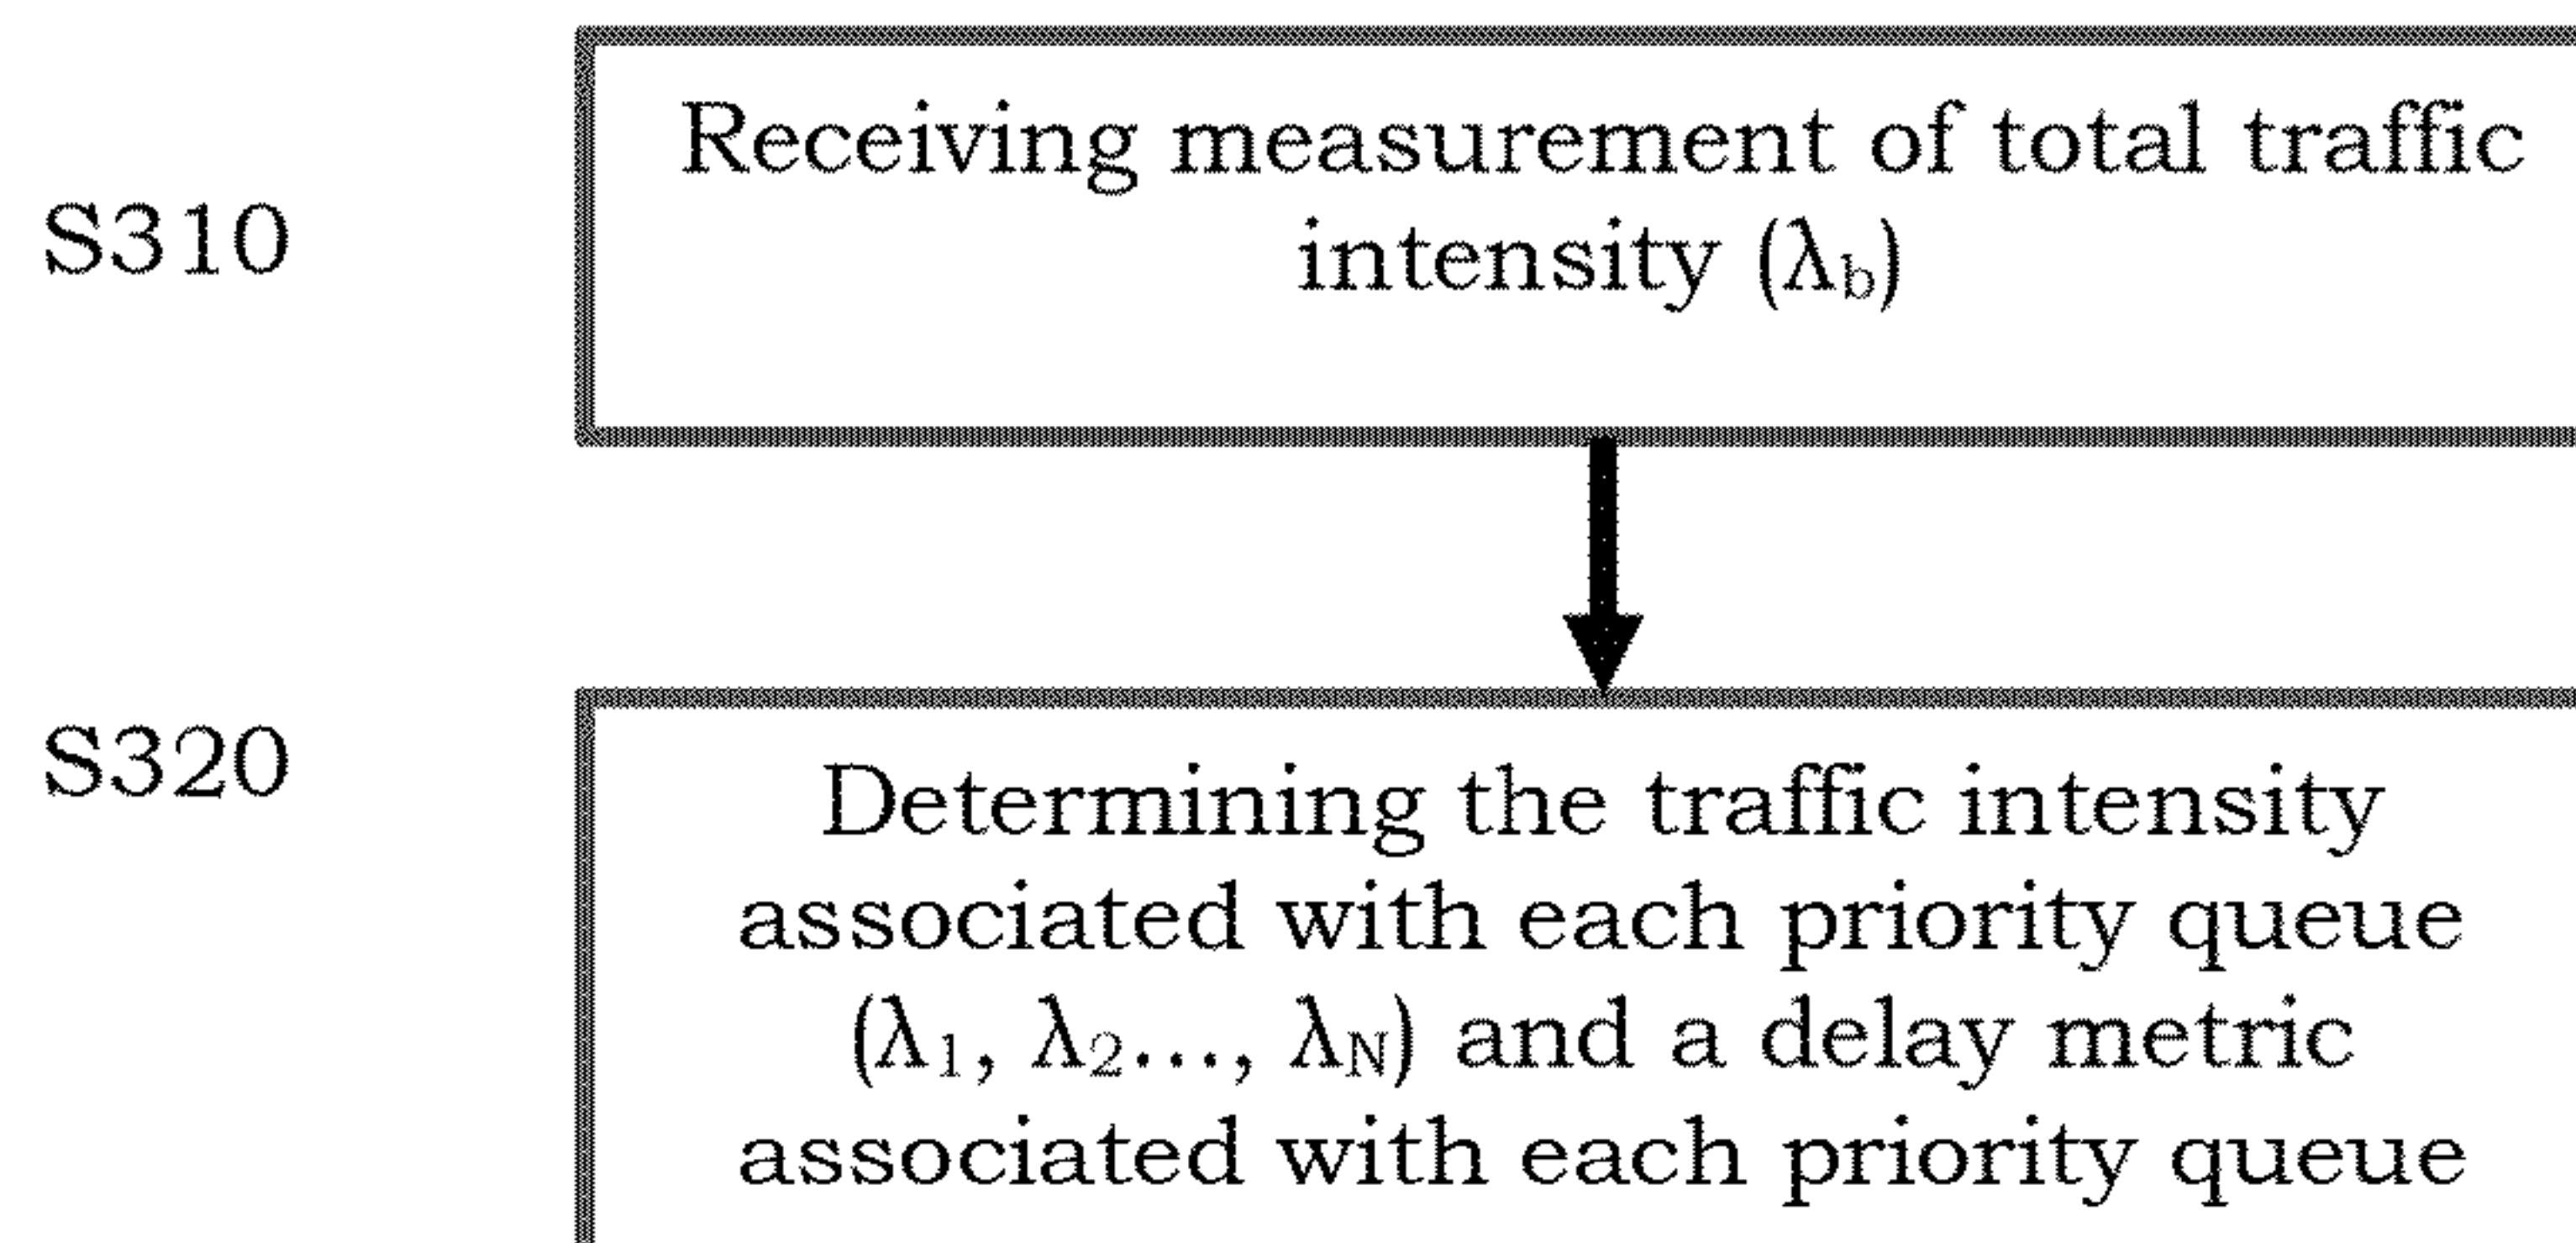 Receiving measurement of total traffic
S310
intensity (λb)
S320
Determining the traffic intensity
associated with each priority queue
(λ1, λ2..., λN) and a delay metric
associated with each priority queue